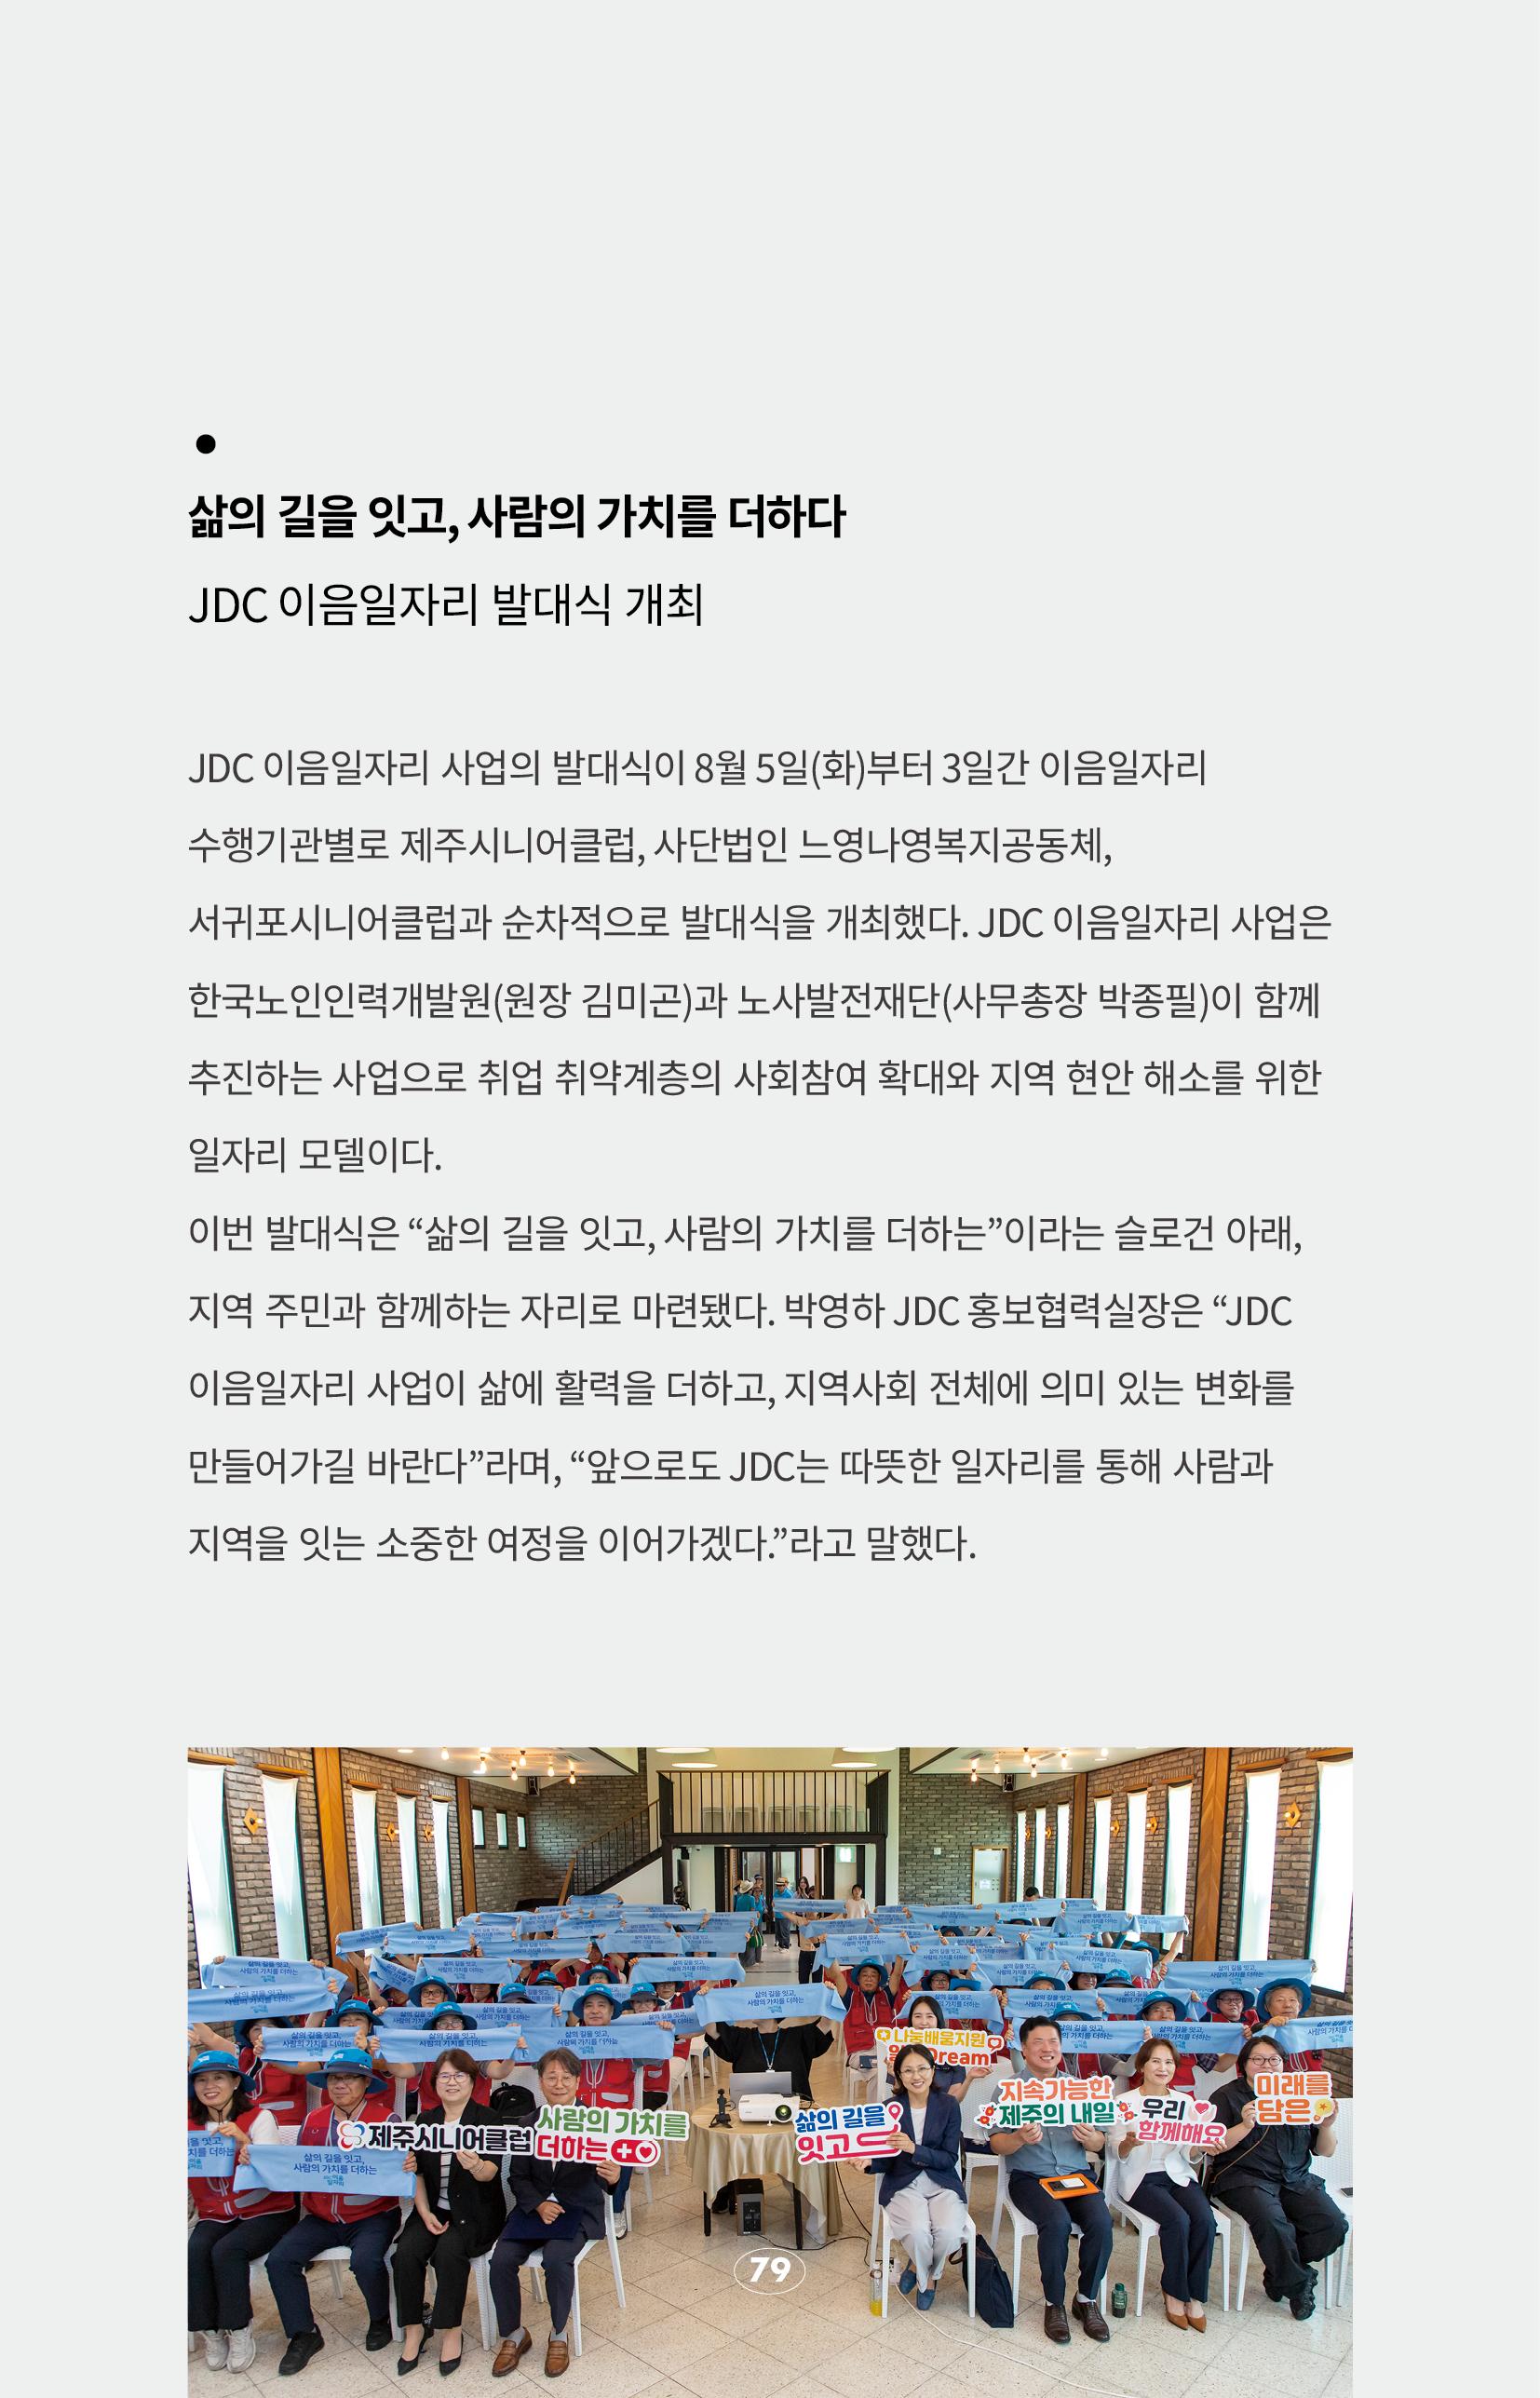 삶의 길을 잇고, 사람의 가치를 더하다
JDC 이음일자리 발대식 개최
JDC 이음일자리 사업의 발대식이 8월 5일(화)부터 3일간 이음일자리
수행기관별로 제주시니어클럽, 사단법인 느영나영복지공동체,
서귀포시니어클럽과 순차적으로 발대식을 개최했다. JDC 이음일자리 사업은
한국노인인력개발원(원장 김미곤)과 노사발전재단(사무총장 박종필)이 함께
추진하는 사업으로 취업 취약계층의 사회참여 확대와 지역 현안 해소를 위한
일자리 모델이다.
이번 발대식은 “삶의 길을 잇고, 사람의 가치를 더하는”이라는 슬로건 아래,
지역 주민과 함께하는 자리로 마련됐다. 박영하 JDC 홍보협력실장은 “JDC
이음일자리 사업이 삶에 활력을 더하고, 지역사회 전체에 의미 있는 변화를
만들어가길 바란다”라며, “앞으로도 JDC는 따뜻한 일자리를 통해 사람과
지역을 잇는 소중한 여정을 이어가겠다.”라고 말했다.
삶의 길을 잇고,
사람의 가치를 더하는
나눔배움지원
Dream
제주시니어클럽
사람의 가치를
더하는
삶의 길을
잇고
지속가능한
제주의 내일
우리
함께해요
미래를
담은
삶의 길을 잇고,
사람의 가치를 더하는
79